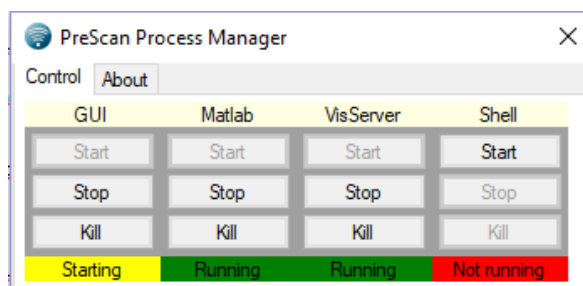 PreScan Process Manager
Control About
GUI Matlab VisServer Shell
Start Start Start Start
Stop Stop Stop Stop
Kill Kill Kill Kill
Starting Running Running Not running